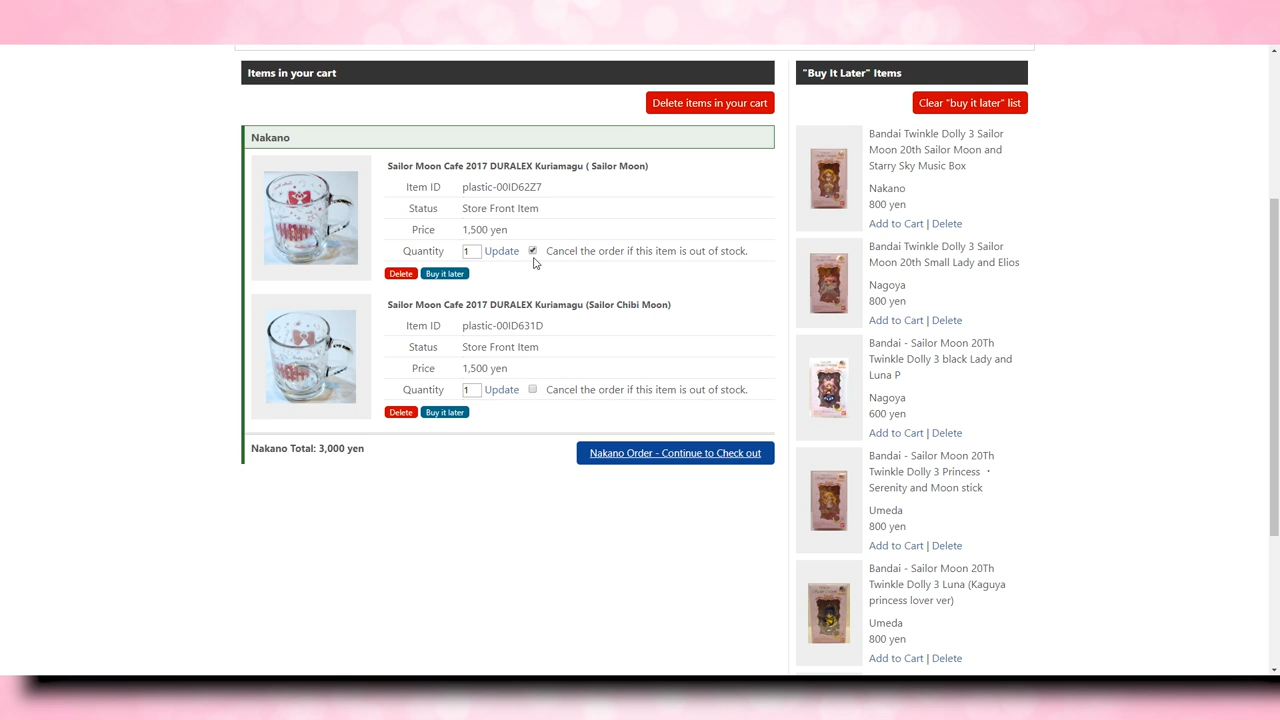 Items in your cart
Delete items in your cart
Nakano
Sailor Moon Cafe 2017 DURALEX Kuriamagu ( Sailor Moon)
Item ID plastic-00ID62Z7
Status Store Front Item
Price 1,500 yen
Quantity 1 Update Cancel the order if this item is out of stock.
Delete Buy it later
Sailor Moon Cafe 2017 DURALEX Kuriamagu (Sailor Chibi Moon)
Item ID plastic-00ID631D
Status Store Front Item
Price 1,500 yen
Quantity 1 Update Cancel the order if this item is out of stock.
Delete Buy it later
Nakano Total: 3,000 yen
Nakano Order - Continue to Check out
"Buy It Later" Items
Clear "buy it later" list
Bandai Twinkle Dolly 3 Sailor
Moon 20th Sailor Moon and
Starry Sky Music Box
Nakano
800 yen
Add to Cart | Delete
Bandai Twinkle Dolly 3 Sailor
Moon 20th Small Lady and Elios
Nagoya
800 yen
Add to Cart | Delete
Bandai - Sailor Moon 20Th
Twinkle Dolly 3 black Lady and
Luna P
Nagoya
600 yen
Add to Cart | Delete
Bandai - Sailor Moon 20Th
Twinkle Dolly 3 Princess ・
Serenity and Moon stick
Umeda
800 yen
Add to Cart | Delete
Bandai - Sailor Moon 20Th
Twinkle Dolly 3 Luna (Kaguya
princess lover ver)
Umeda
800 yen
Add to Cart | Delete